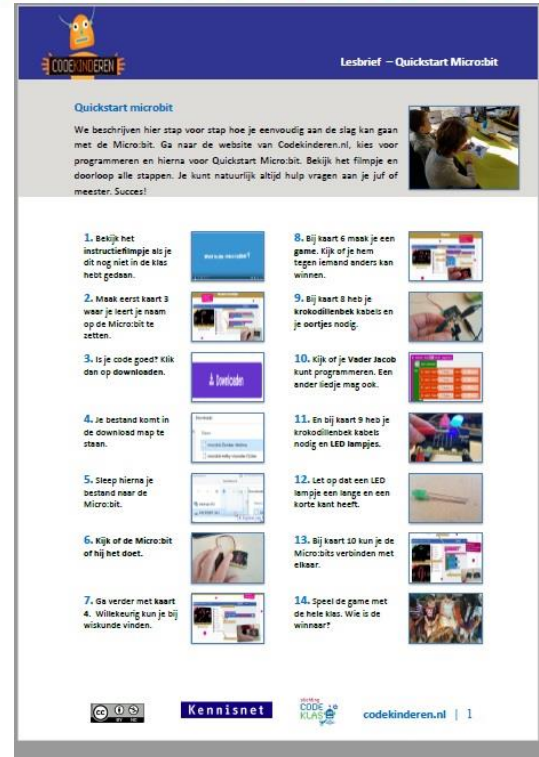 CODEKINDEREN
Lesbrief – Quickstart Micro:bit
Quickstart microbit
We beschrijven hier stap voor stap hoe je eenvoudig aan de slag kan gaan
met de Micro:bit. Ga naar de website van Codekinderen.nl, kies voor
programmeren en hierna voor Quickstart Micro:bit. Bekijk het filmpje en
doorloop alle stappen. Je kunt natuurlijk altijd hulp vragen aan je juf of
meester. Succes!
1. Bekijk het
instructiefilmpje als je
dit nog niet in de klas
hebt gedaan.
Wat is de micro:bit?
2. Maak eerst kaart 3
waar je leert je naam
op de Micro:bit te
zetten.
3. Is je code goed? Klik
dan op downloaden.
Downloaden
4. Je bestand komt in
de download map te
staan.
5. Sleep hierna je
bestand naar de
Micro:bit.
6. Kijk of de Micro:bit
of hij het doet.
7. Ga verder met kaart
4. Willekeurig kun je bij
wiskunde vinden.
8. Bij kaart 6 maak je een
game. Kijk of je hem
tegen iemand anders kan
winnen.
9. Bij kaart 8 heb je
krokodillenbek kabels en
je oortjes nodig.
10. Kijk of je Vader Jacob
kunt programmeren. Een
ander liedje mag ook.
11. En bij kaart 9 heb je
krokodillenbek kabels
nodig en LED lampjes.
12. Let op dat een LED
lampje een lange en een
korte kant heeft.
13. Bij kaart 10 kun je de
Micro:bits verbinden met
elkaar.
14. Speel de game met
de hele klas. Wie is de
winnaar?
cc BY ND
Kennisnet
stichting
CODE
KLAS
codekinderen.nl | 1